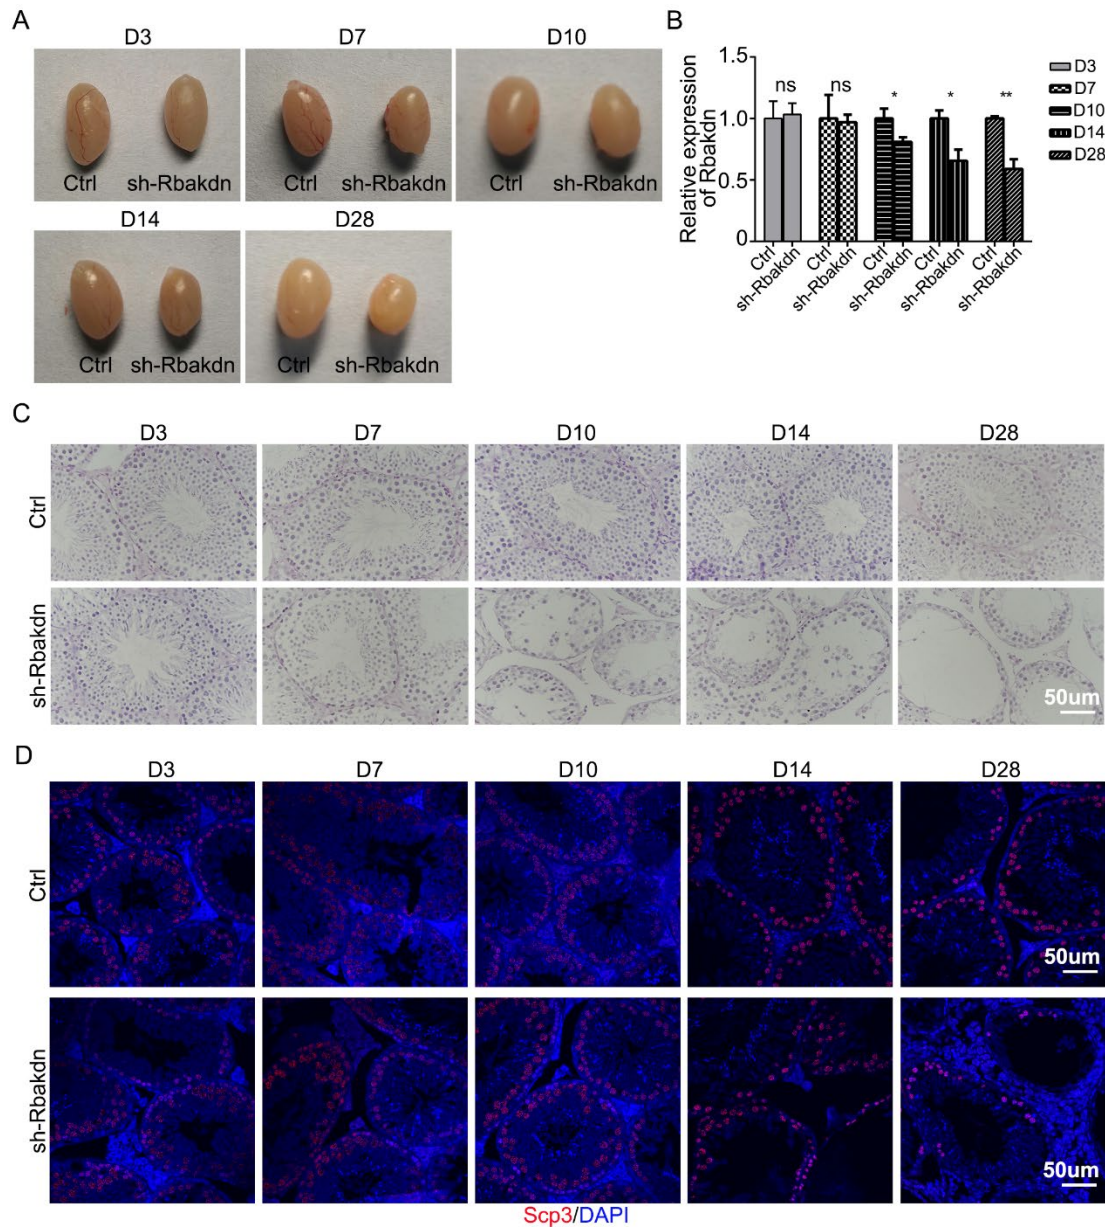 A
D3
D7
D10
Ctrl
sh-Rbakdn
Ctrl
sh-Rbakdn
Ctrl
sh-Rbakdn
D14
D28
Ctrl
sh-Rbakdn
Ctrl
sh-Rbakdn
B
Relative expression
of Rbakdn
1.5
1.0
0.5
0
ns
ns
*
*
**
Ctrl
sh-Rbakdn
Ctrl
sh-Rbakdn
Ctrl
sh-Rbakdn
Ctrl
sh-Rbakdn
Ctrl
sh-Rbakdn
D3
D7
D10
D14
D28
C
D3
D7
D10
D14
D28
Ctrl
sh-Rbakdn
50um
D
D3
D7
D10
D14
D28
Ctrl
50um
sh-Rbakdn
50um
Scp3/DAPI